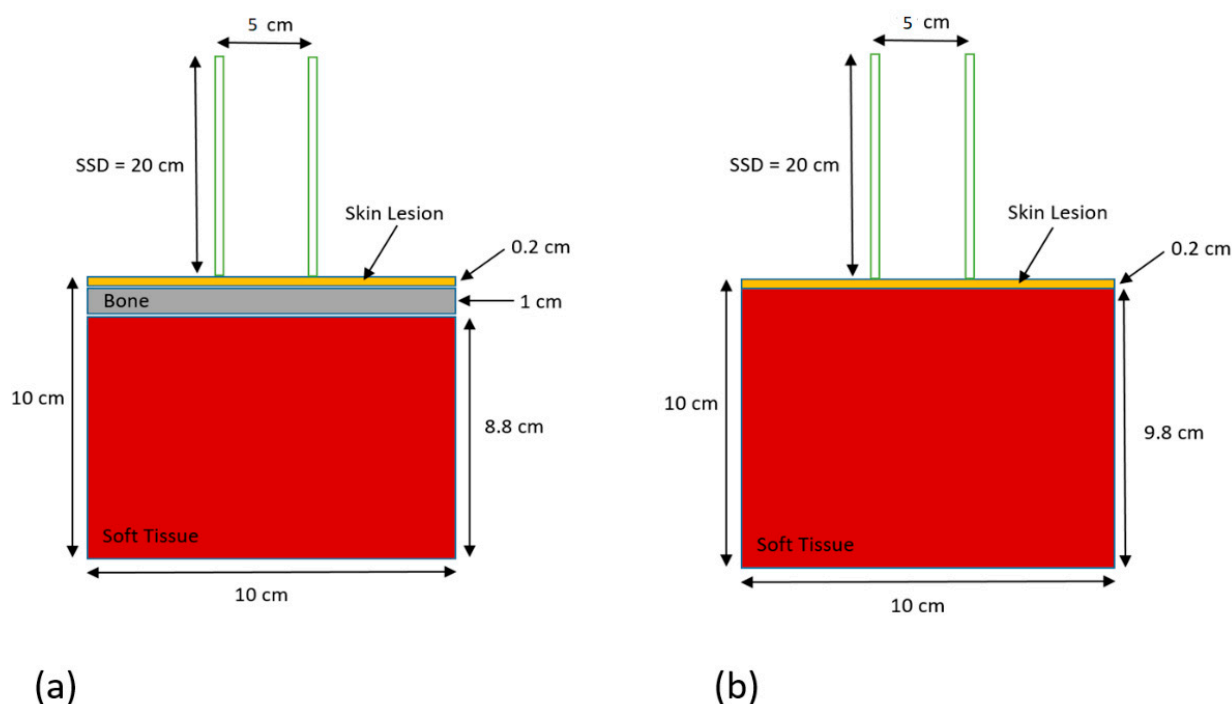 5 cm
SSD = 20 cm
Skin Lesion
0.2 cm
Bone
1 cm
10 cm
8.8 cm
Soft Tissue
10 cm
(a)
5 cm
SSD = 20 cm
Skin Lesion
0.2 cm
10 cm
9.8 cm
Soft Tissue
10 cm
(b)